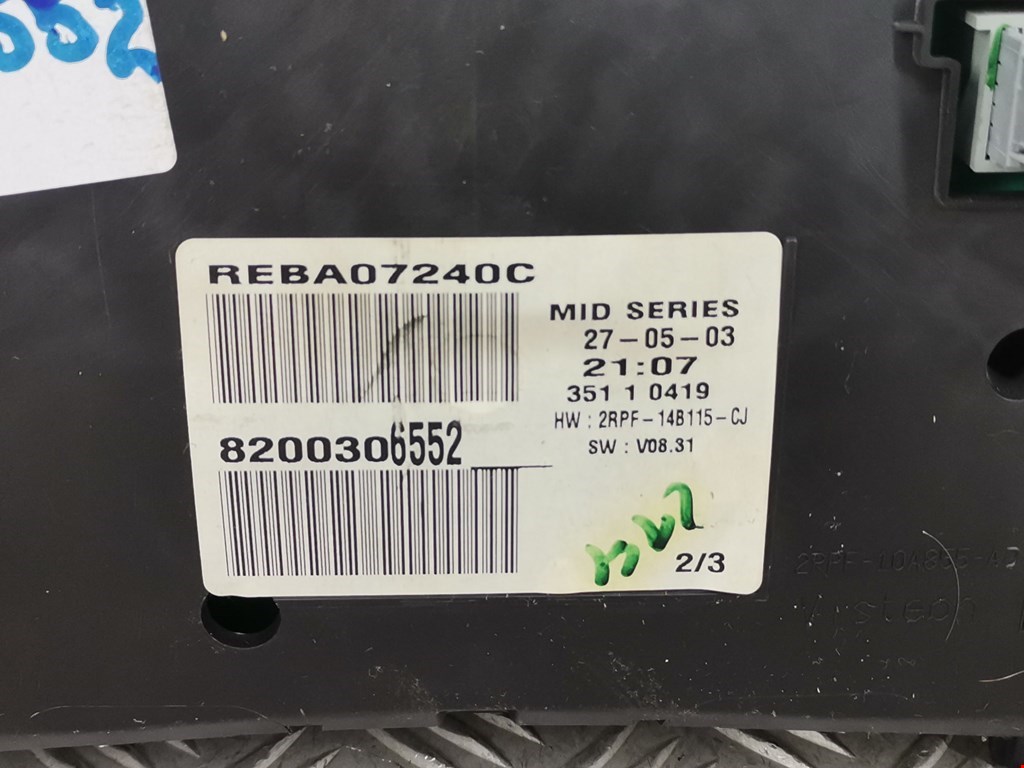 552
REBA07240C
MID SERIES
27-05-03
21:07
351 1 0419
HW : 2RPF-14B115-CJ
SW : V08.31
8200306552
2/3